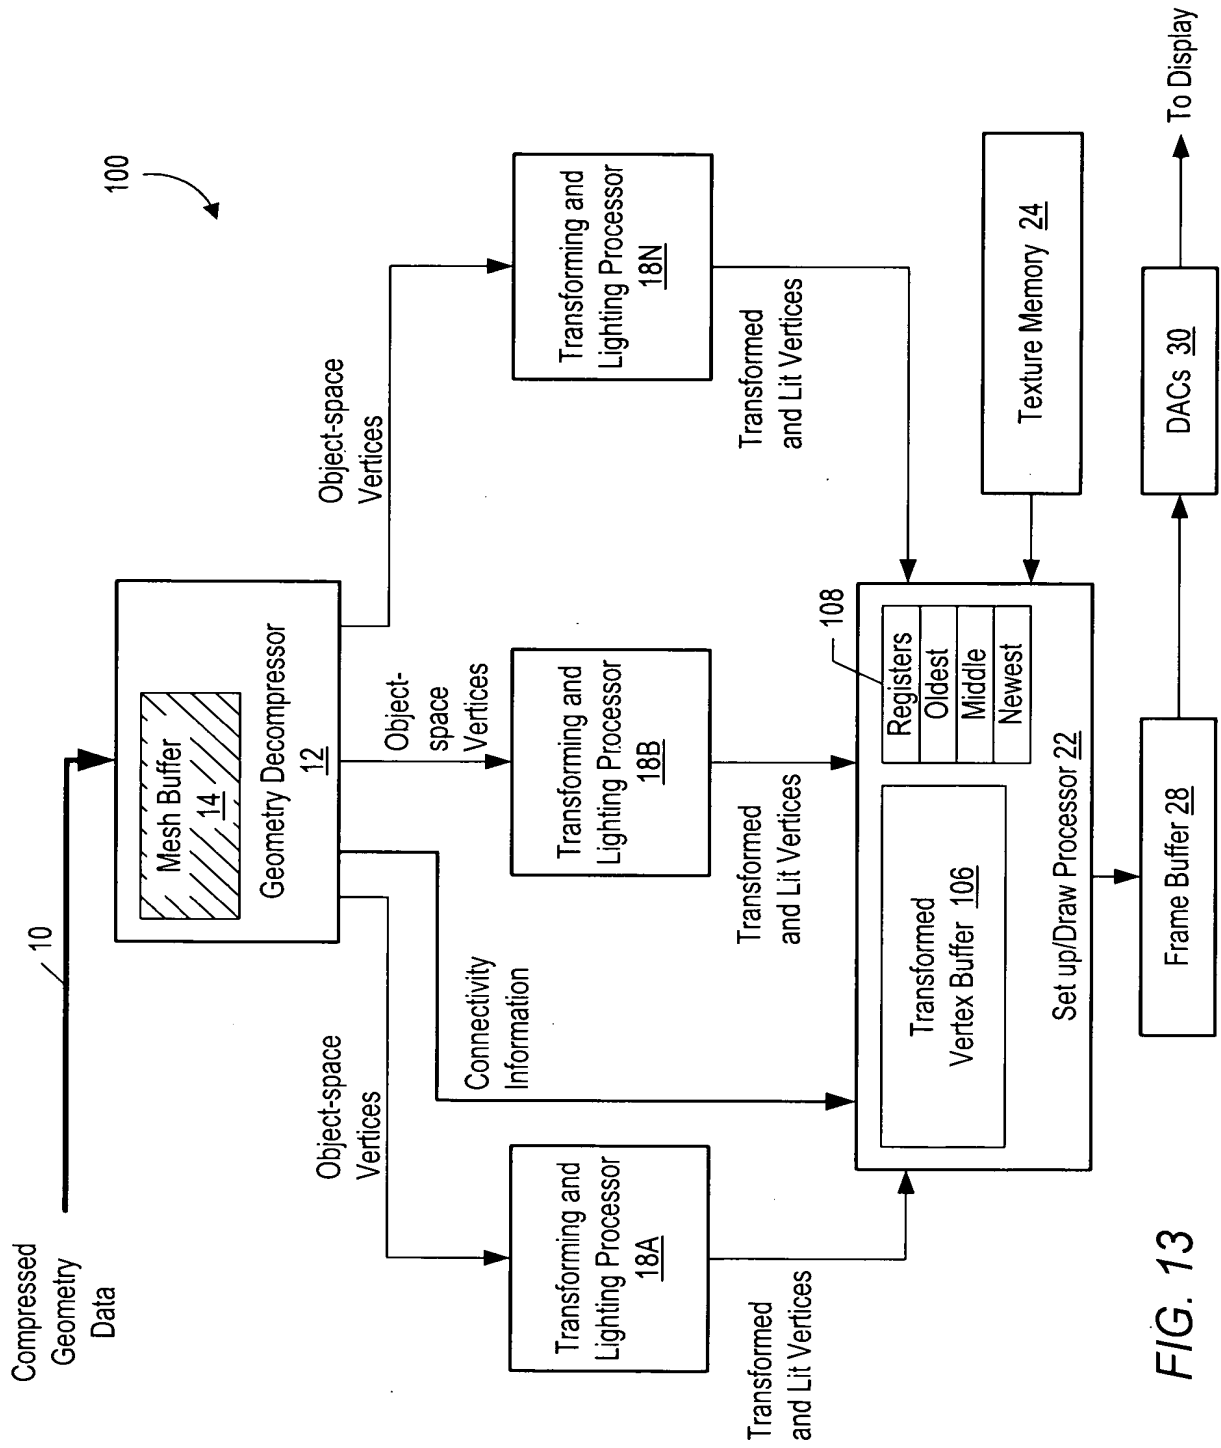 Compressed
Geometry
Data
10
Mesh Buffer
14
Geometry Decompressor
12
100
Object-space
Vertices
Connectivity
Information
Object-
space Vertices
Object-space
Vertices
Transforming and
Lighting Processor
18A
Transforming and
Lighting Processor
18B
Transforming and
Lighting Processor
18N
Transformed
and Lit Vertices
Transformed
and Lit Vertices
Transformed
and Lit Vertices
Transformed
Vertex Buffer 106
108
Registers
Oldest
Middle
Newest
Set up/Draw Processor 22
Texture Memory 24
Frame Buffer 28
DACs 30
To Display
FIG. 13